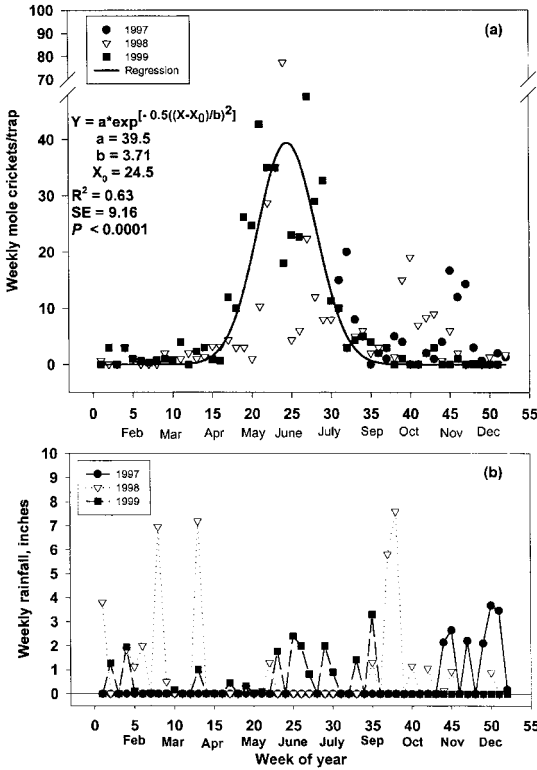 100
90
80
70
40
30
20
10
0
Weekly mole crickets/trap
1997
1998
1999
Regression
(a)
Y = a*exp[- 0.5((X-X0)/b)2]
a = 39.5
b = 3.71
X0 = 24.5
R2 = 0.63
SE = 9.16
P < 0.0001
0 5 10 15 20 25 30 35 40 45 50 55
Feb Mar Apr May June July Sep Oct Nov Dec
10
9
8
7
6
5
4
3
2
1
0
Weekly rainfall, inches
1997
1998
1999
(b)
0 5 10 15 20 25 30 35 40 45 50 55
Feb Mar Apr May June July Sep Oct Nov Dec
Week of year